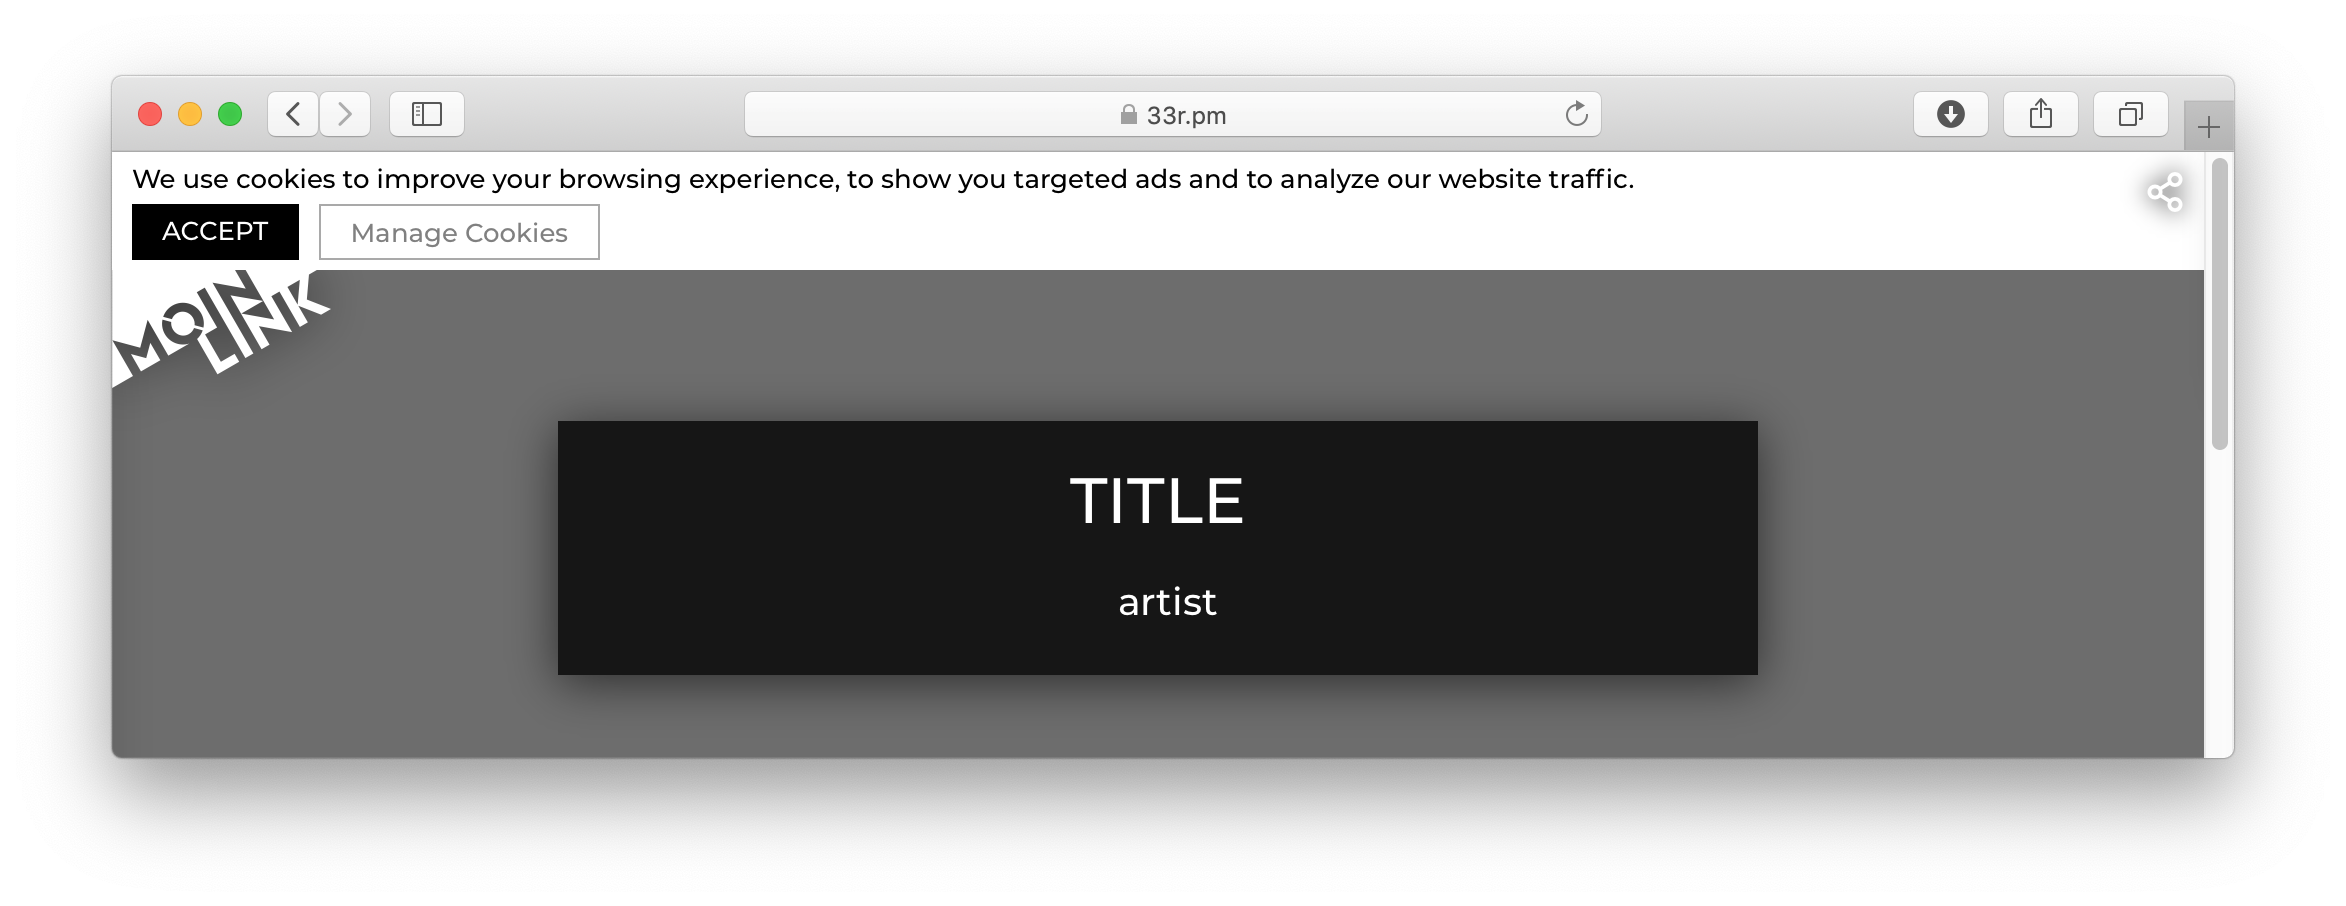 33r.pm
We use cookies to improve your browsing experience, to show you targeted ads and to analyze our website traffic.
ACCEPT Manage Cookies
MOIN
LINK
TITLE
artist